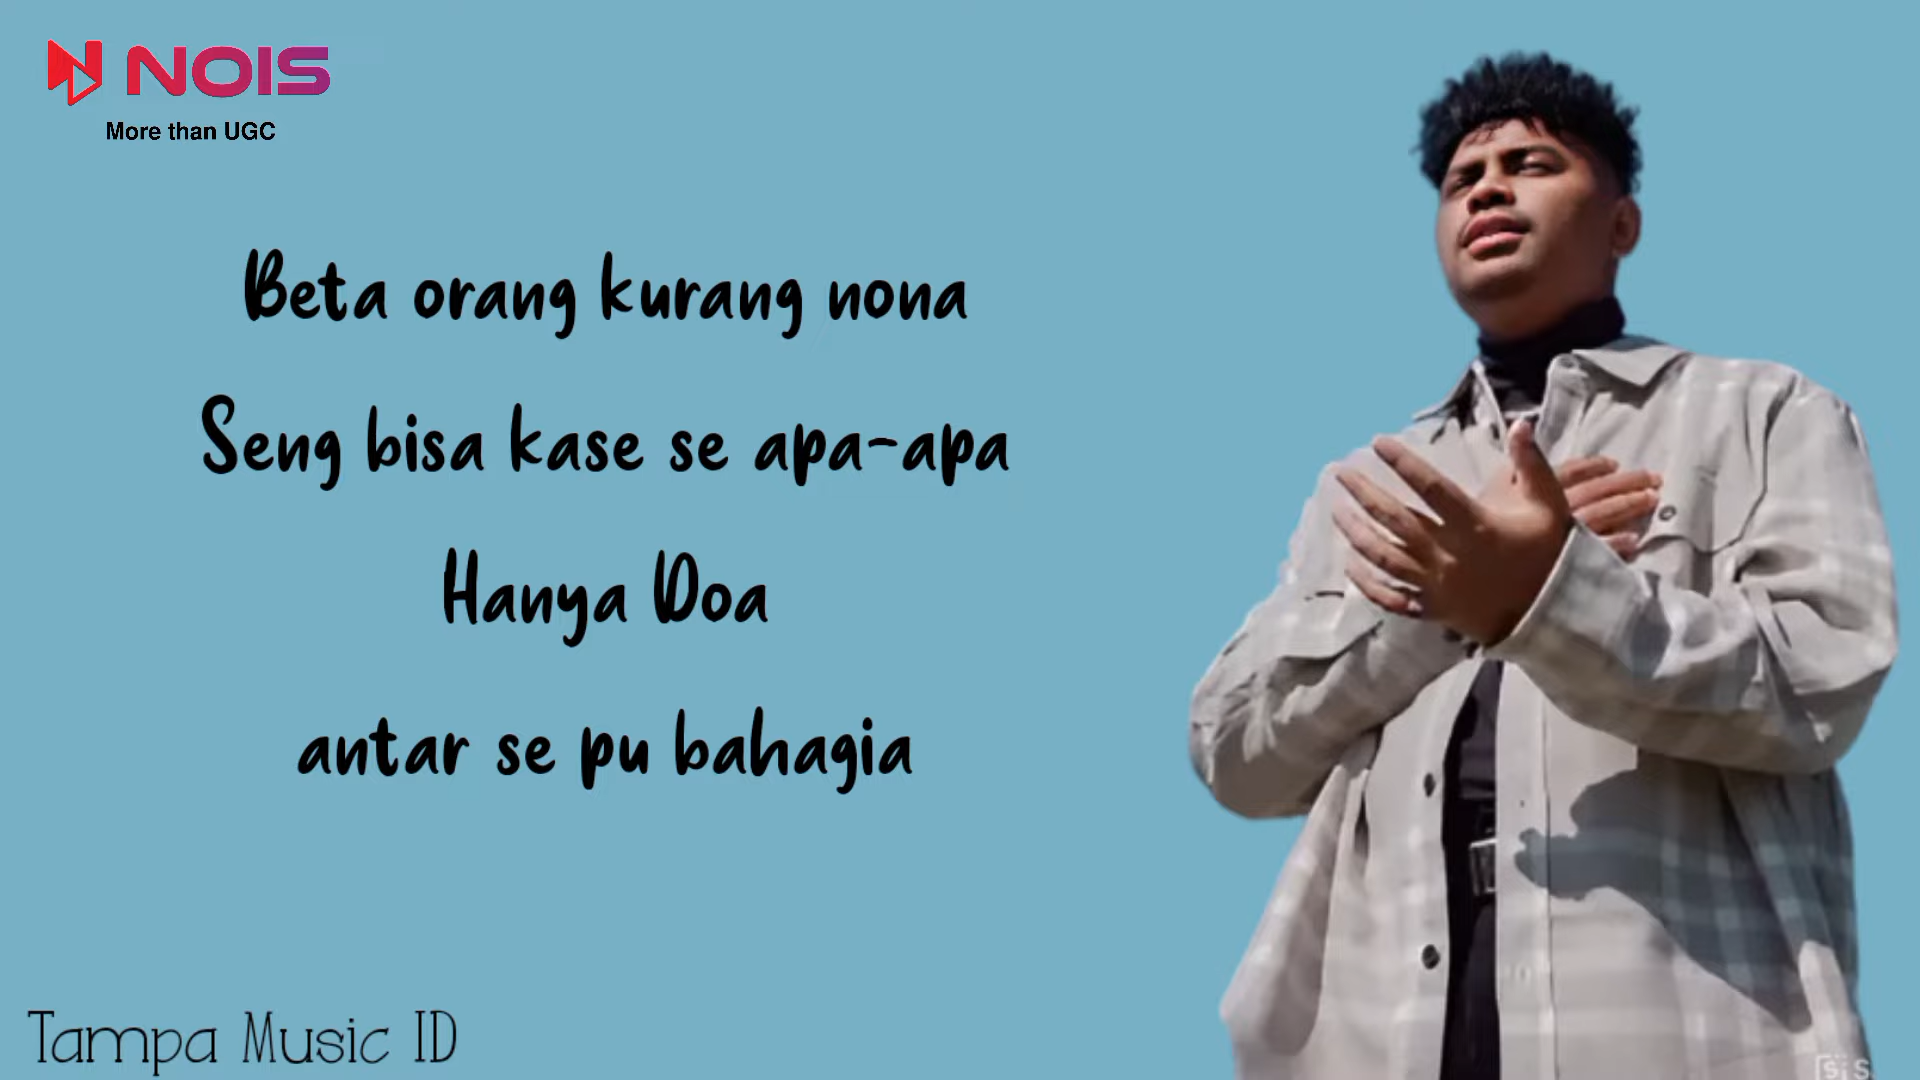 NOIS
More than UGC
Beta orang kurang nona
Seng bisa kase se apa-apa
Hanya Doa
antar se pu bahagia
Tampa Music ID